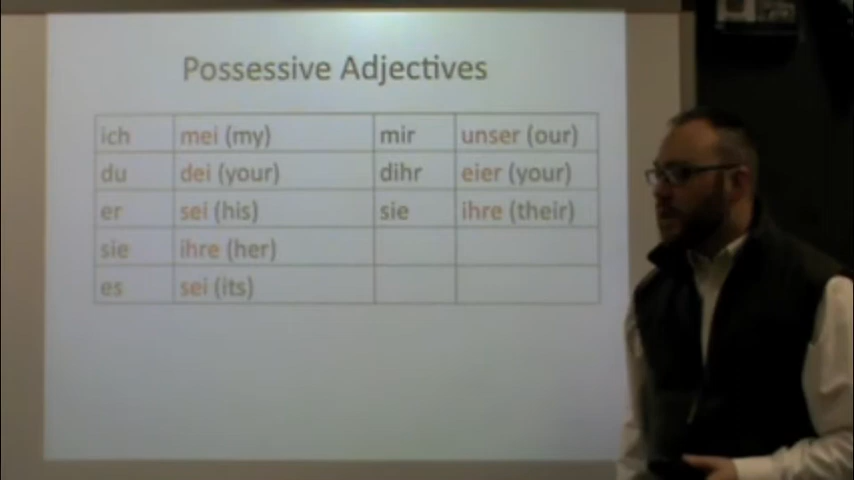 Possessive Adjectives
ich mei (my) mir unser (our)
du dei (your) dihr eier (your)
er sei (his) sie ihre (their)
sie ihre (her)
es sei (its)